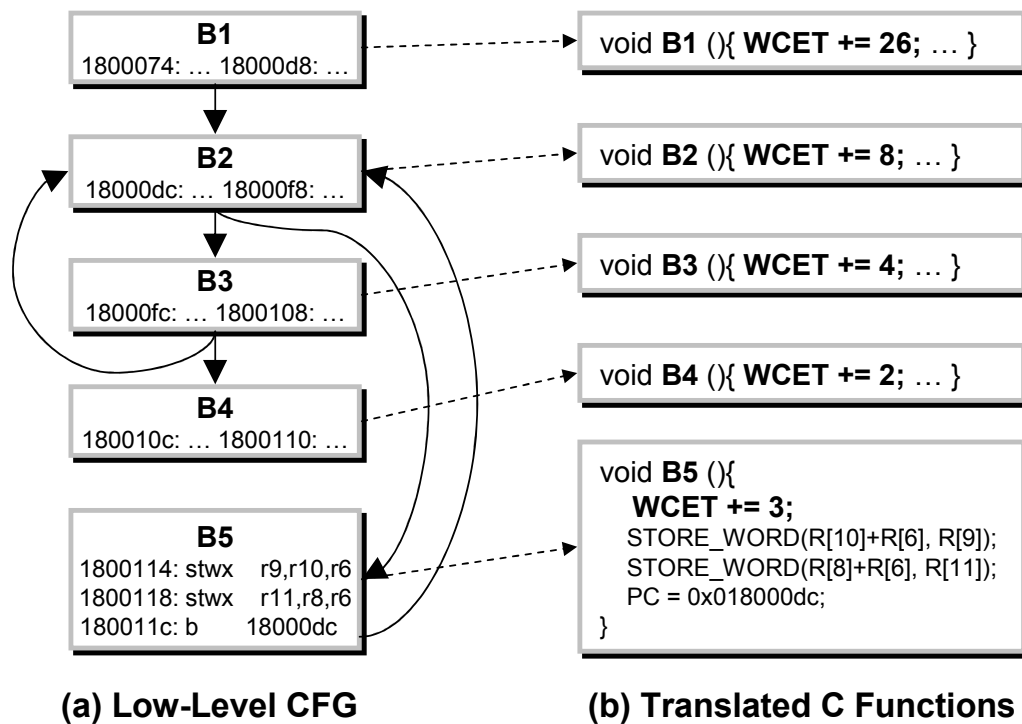 B1
1800074: … 18000d8: …
B2
18000dc: … 18000f8: …
B3
18000fc: … 1800108: …
B4
180010c: … 1800110: …
B5
1800114: stwx r9,r10,r6
1800118: stwx r11,r8,r6
180011c: b 18000dc
(a) Low-Level CFG
void B1 (){ WCET += 26; … }
void B2 (){ WCET += 8; … }
void B3 (){ WCET += 4; … }
void B4 (){ WCET += 2; … }
void B5 (){
WCET += 3;
STORE_WORD(R[10]+R[6], R[9]);
STORE_WORD(R[8]+R[6], R[11]);
PC = 0x018000dc;
}
(b) Translated C Functions